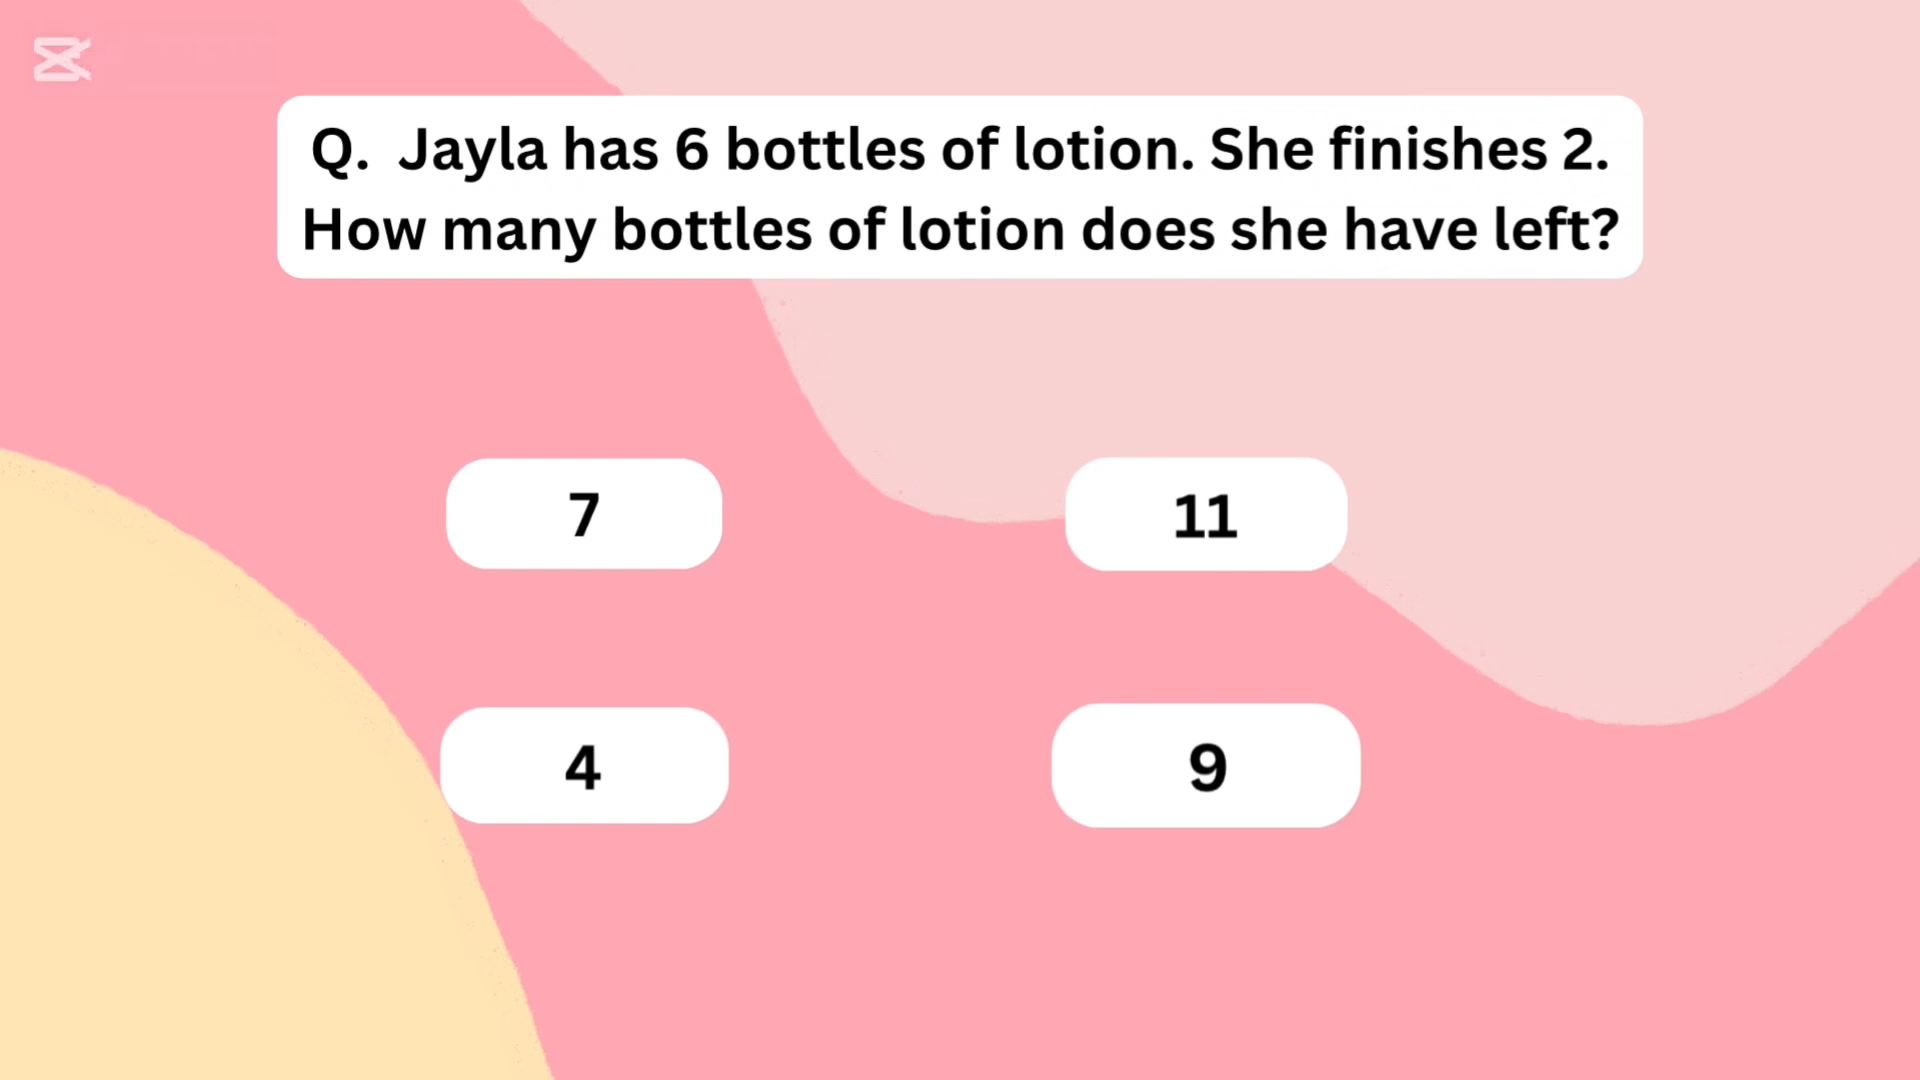 Q. Jayla has 6 bottles of lotion. She finishes 2.
How many bottles of lotion does she have left?
7
11
4
9